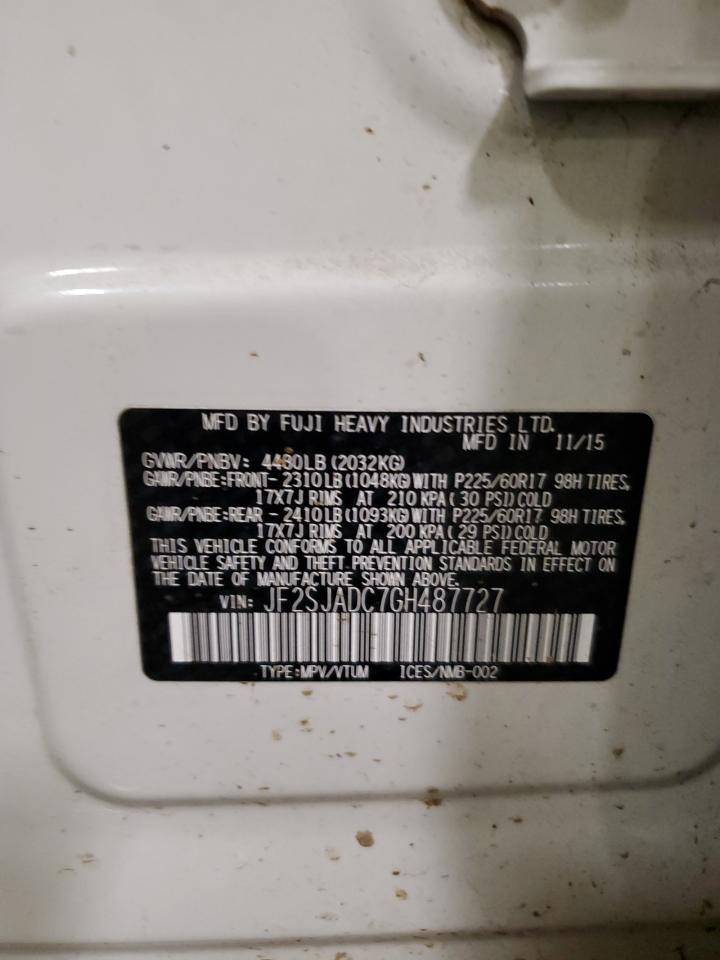 MFD BY FUJI HEAVY INDUSTRIES LTD.
MFD IN 11/15
GVWR/PNBV: 4480LB (2032KG)
GAWR/PNBE:FRONT- 2310LB(1048KG)WITH P225/60R17 98H TIRES,
17X7J RIMS AT 210 KPA( 30 PSI)COLD
GAWR/PNBE:REAR - 2410LB(1093KG)WITH P225/60R17 98H TIRES,
17X7J RIMS AT 200 KPA( 29 PSI)COLD
THIS VEHICLE CONFORMS TO ALL APPLICABLE FEDERAL MOTOR
VEHICLE SAFETY AND THEFT PREVENTION STANDARDS IN EFFECT ON
THE DATE OF MANUFACTURE SHOWN ABOVE.
VIN: JF2SJADC7GH487727
TYPE:MPV/VTUM ICES/NMB-002